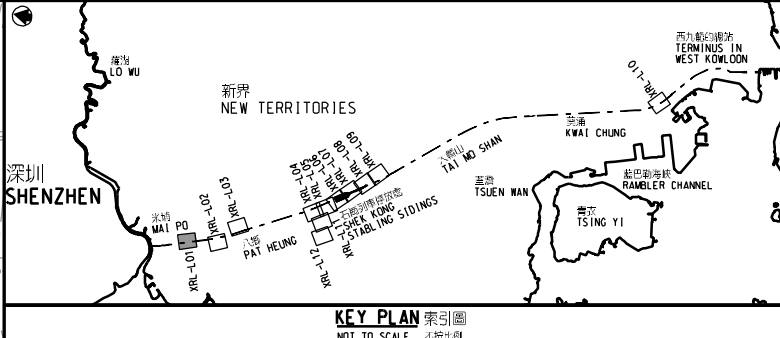 西九龍的總站
TERMINUS IN
WEST KOWLOON
羅湖
LO WU
XRL-L10
新界
NEW TERRITORIES
葵涌
KWAI CHUNG
大帽山
TAI MO SHAN
XRL-L09
XRL-L08
XRL-L07
XRL-L06
XRL-L05
XRL-L04
深圳
SHENZHEN
藍巴勒海峽
RAMBLER CHANNEL
荃灣
TSUEN WAN
青衣
TSING YI
石崗列車停放處
SHEK KONG
STABLING SIDINGS
米埔
MAI PO
XRL-L01
XRL-L02
XRL-L03
八鄉
PAT HEUNG
XRL-L11
XRL-L12
KEY PLAN 索引圖
NOT TO SCALE 不按比例